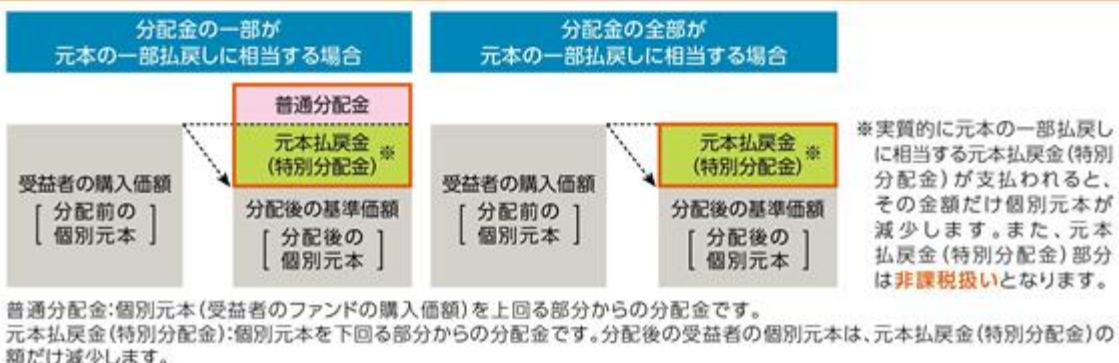 分配金の一部が
元本の一部払戻しに相当する場合
普通分配金
元本払戻金
(特別分配金)
※
受益者の購入価額
分配前の
個別元本
分配後の基準価額
分配後の
個別元本
分配金の全部が
元本の一部払戻しに相当する場合
元本払戻金
(特別分配金)
※
受益者の購入価額
分配前の
個別元本
分配後の基準価額
分配後の
個別元本
※実質的に元本の一部払戻し
に相当する元本払戻金(特別
分配金)が支払われると、
その金額だけ個別元本が
減少します。また、元本
払戻金(特別分配金)部分
は非課税扱いとなります。
普通分配金:個別元本(受益者のファンドの購入価額)を上回る部分からの分配金です。
元本払戻金(特別分配金):個別元本を下回る部分からの分配金です。分配後の受益者の個別元本は、元本払戻金(特別分配金)の
額だけ減少します。